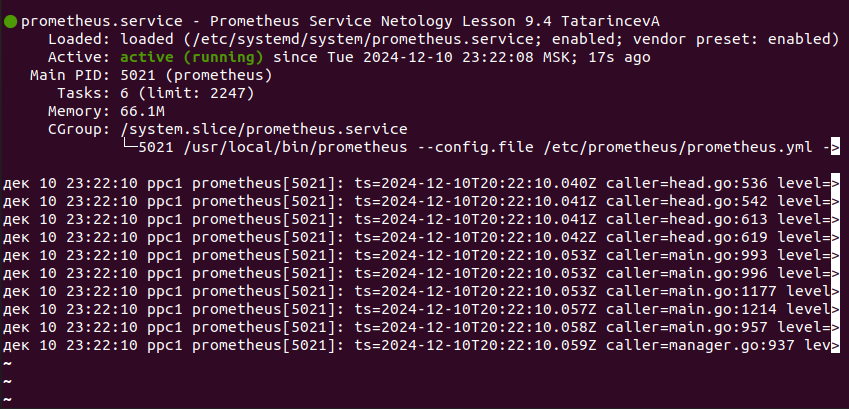 ● prometheus.service - Prometheus Service Netology Lesson 9.4 TatarincevA
Loaded: loaded (/etc/systemd/system/prometheus.service; enabled; vendor preset: enabled)
Active: active (running) since Tue 2024-12-10 23:22:08 MSK; 17s ago
Main PID: 5021 (prometheus)
Tasks: 6 (limit: 2247)
Memory: 66.1M
CGroup: /system.slice/prometheus.service
└─5021 /usr/local/bin/prometheus --config.file /etc/prometheus/prometheus.yml ->
дек 10 23:22:10 ppc1 prometheus[5021]: ts=2024-12-10T20:22:10.040Z caller=head.go:536 level=>
дек 10 23:22:10 ppc1 prometheus[5021]: ts=2024-12-10T20:22:10.041Z caller=head.go:542 level=>
дек 10 23:22:10 ppc1 prometheus[5021]: ts=2024-12-10T20:22:10.041Z caller=head.go:613 level=>
дек 10 23:22:10 ppc1 prometheus[5021]: ts=2024-12-10T20:22:10.042Z caller=head.go:619 level=>
дек 10 23:22:10 ppc1 prometheus[5021]: ts=2024-12-10T20:22:10.053Z caller=main.go:993 level=>
дек 10 23:22:10 ppc1 prometheus[5021]: ts=2024-12-10T20:22:10.053Z caller=main.go:996 level=>
дек 10 23:22:10 ppc1 prometheus[5021]: ts=2024-12-10T20:22:10.053Z caller=main.go:1177 level>
дек 10 23:22:10 ppc1 prometheus[5021]: ts=2024-12-10T20:22:10.057Z caller=main.go:1214 level>
дек 10 23:22:10 ppc1 prometheus[5021]: ts=2024-12-10T20:22:10.058Z caller=main.go:957 level=>
дек 10 23:22:10 ppc1 prometheus[5021]: ts=2024-12-10T20:22:10.059Z caller=manager.go:937 lev>
~
~
~